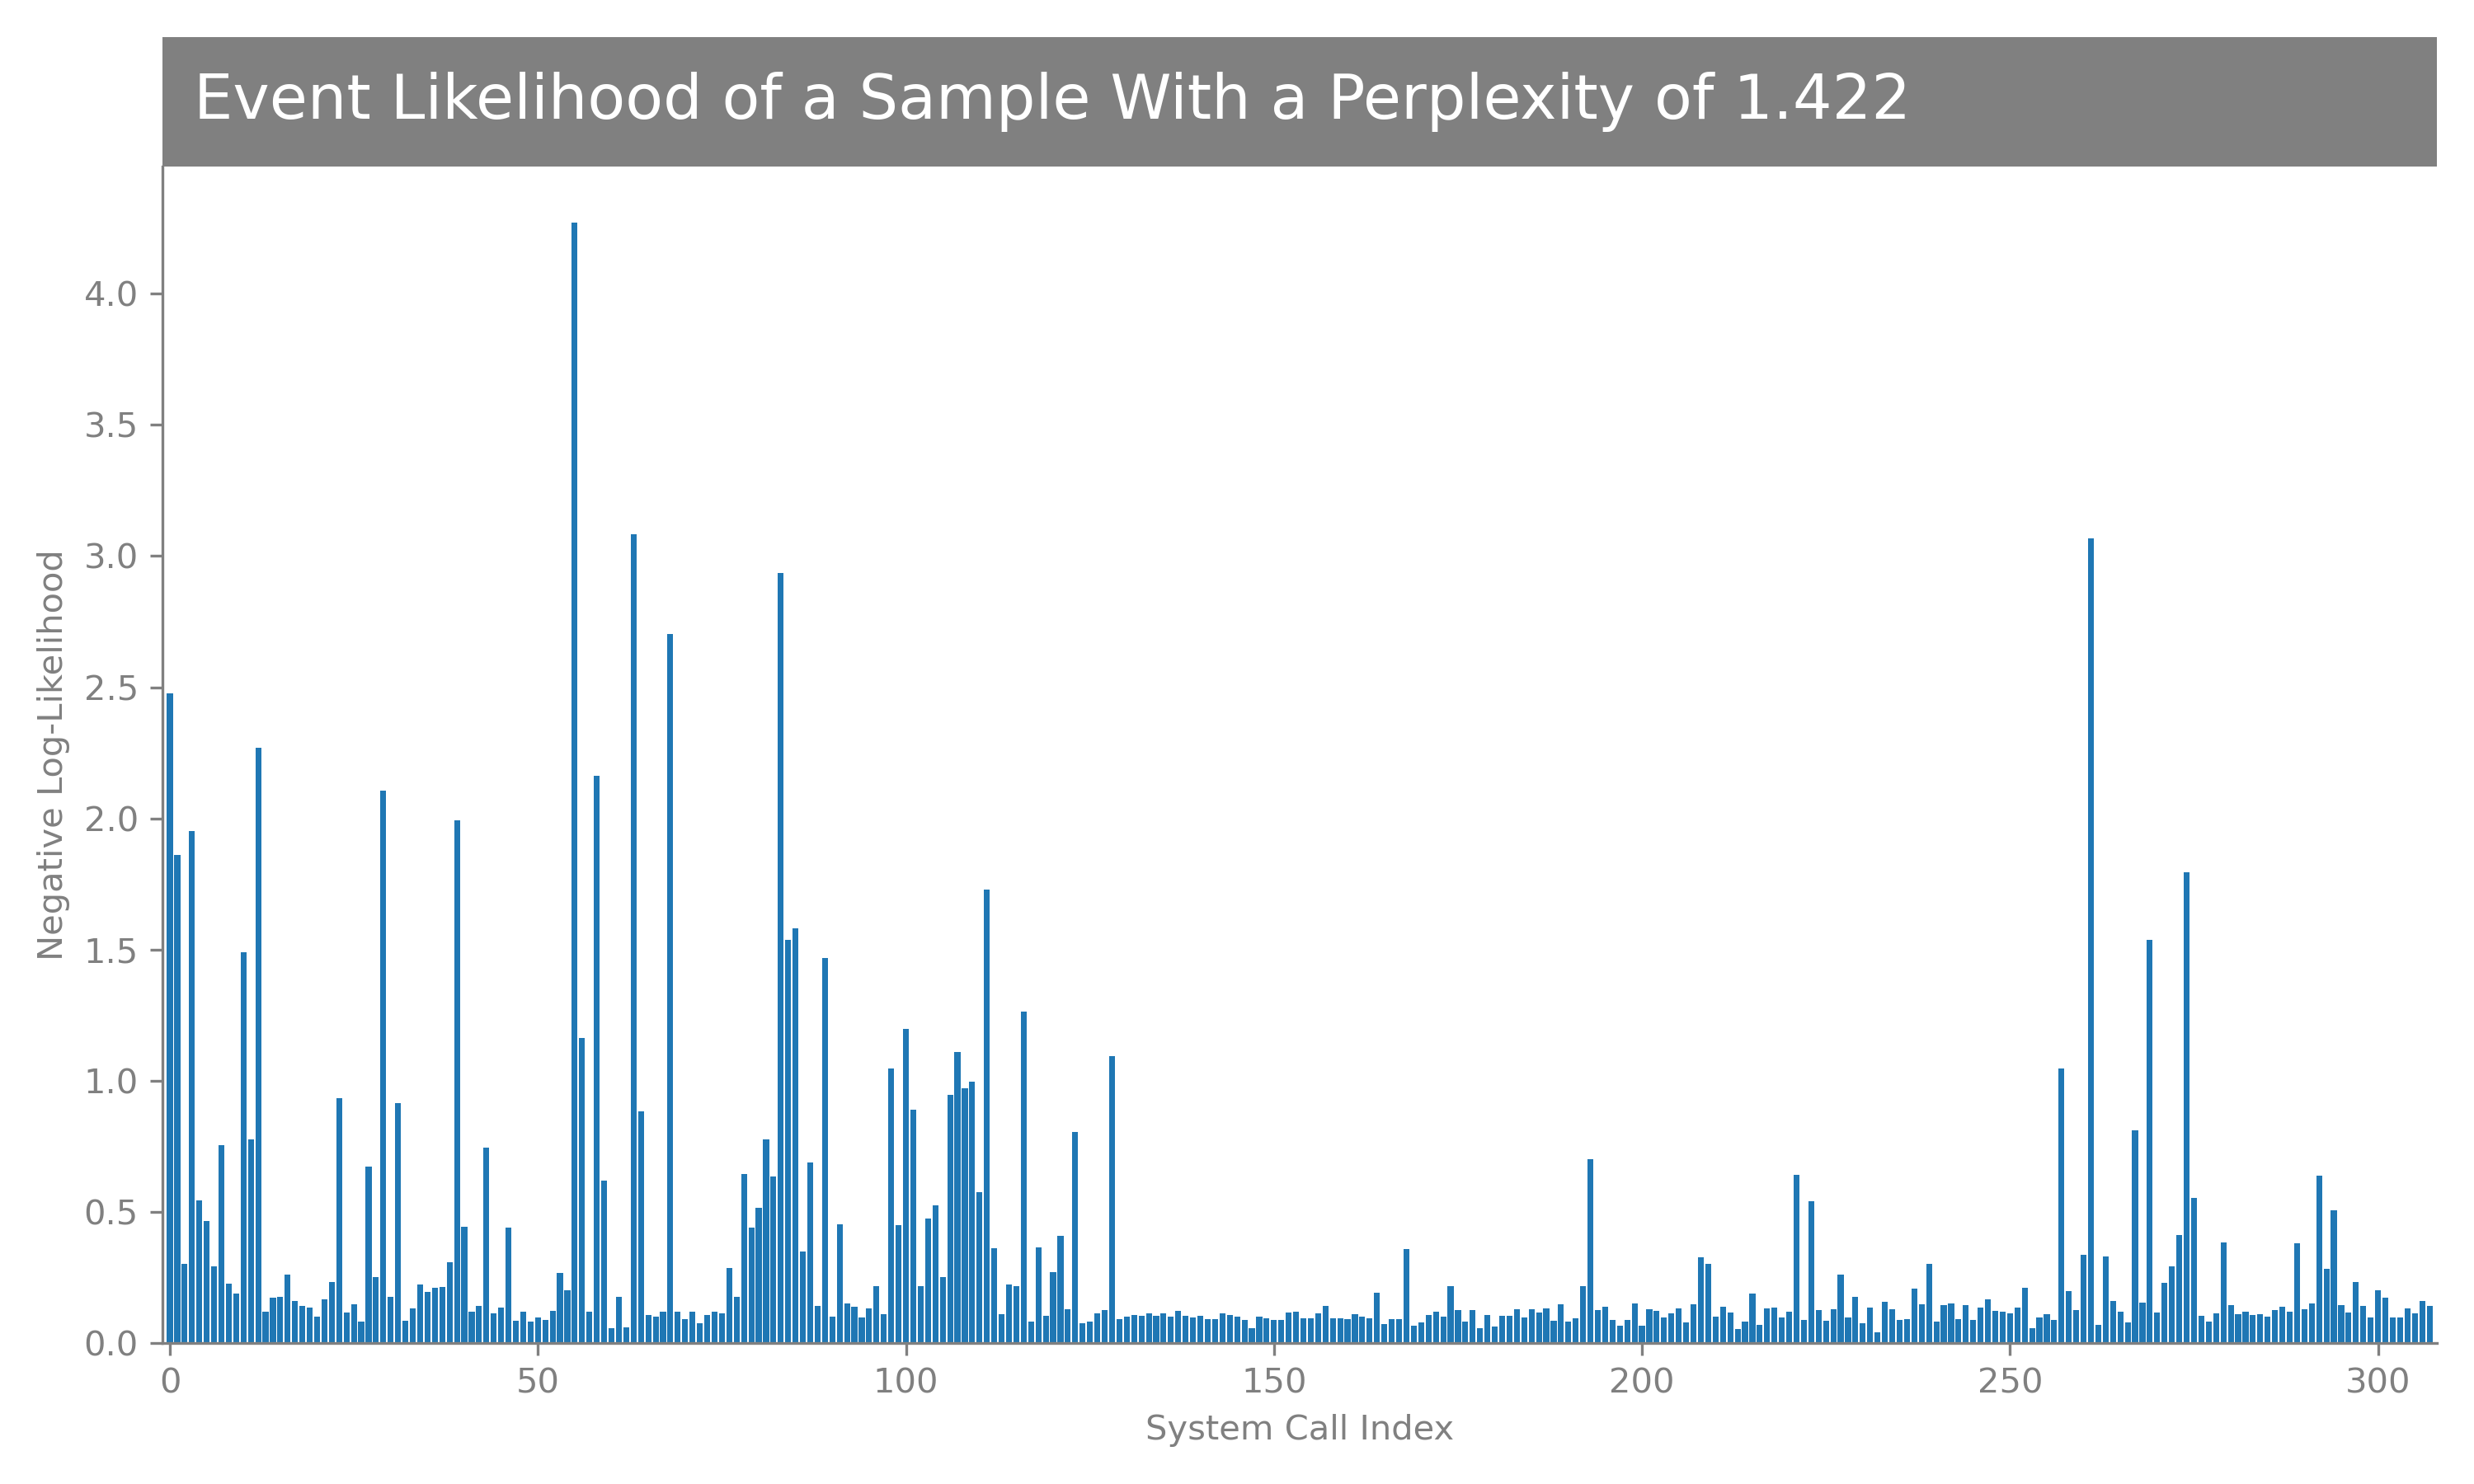 Event Likelihood of a Sample With a Perplexity of 1.422
Negative Log-Likelihood
4.0
3.5
3.0
2.5
2.0
1.5
1.0
0.5
0.0
0 50 100 150 200 250 300
System Call Index